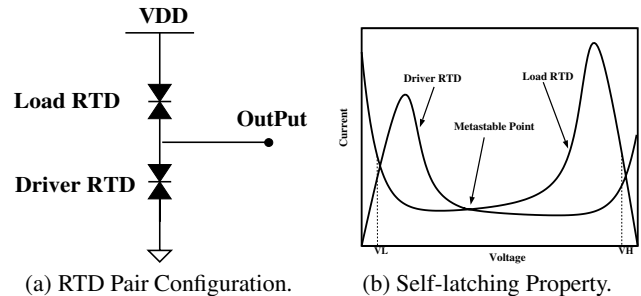 VDD
Load RTD
OutPut
Driver RTD
(a) RTD Pair Configuration.
Driver RTD
Load RTD
Metastable Point
Current
VL
Voltage
VH
(b) Self-latching Property.